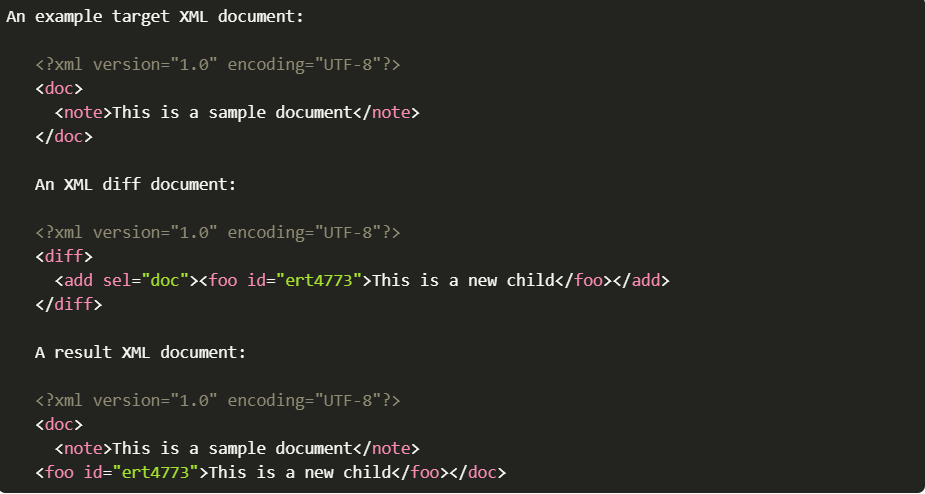 An example target XML document:
<?xml version="1.0" encoding="UTF-8"?>
<doc>
<note>This is a sample document</note>
</doc>
An XML diff document:
<?xml version="1.0" encoding="UTF-8"?>
<diff>
<add sel="doc"><foo id="ert4773">This is a new child</foo></add>
</diff>
A result XML document:
<?xml version="1.0" encoding="UTF-8"?>
<doc>
<note>This is a sample document</note>
<foo id="ert4773">This is a new child</foo></doc>